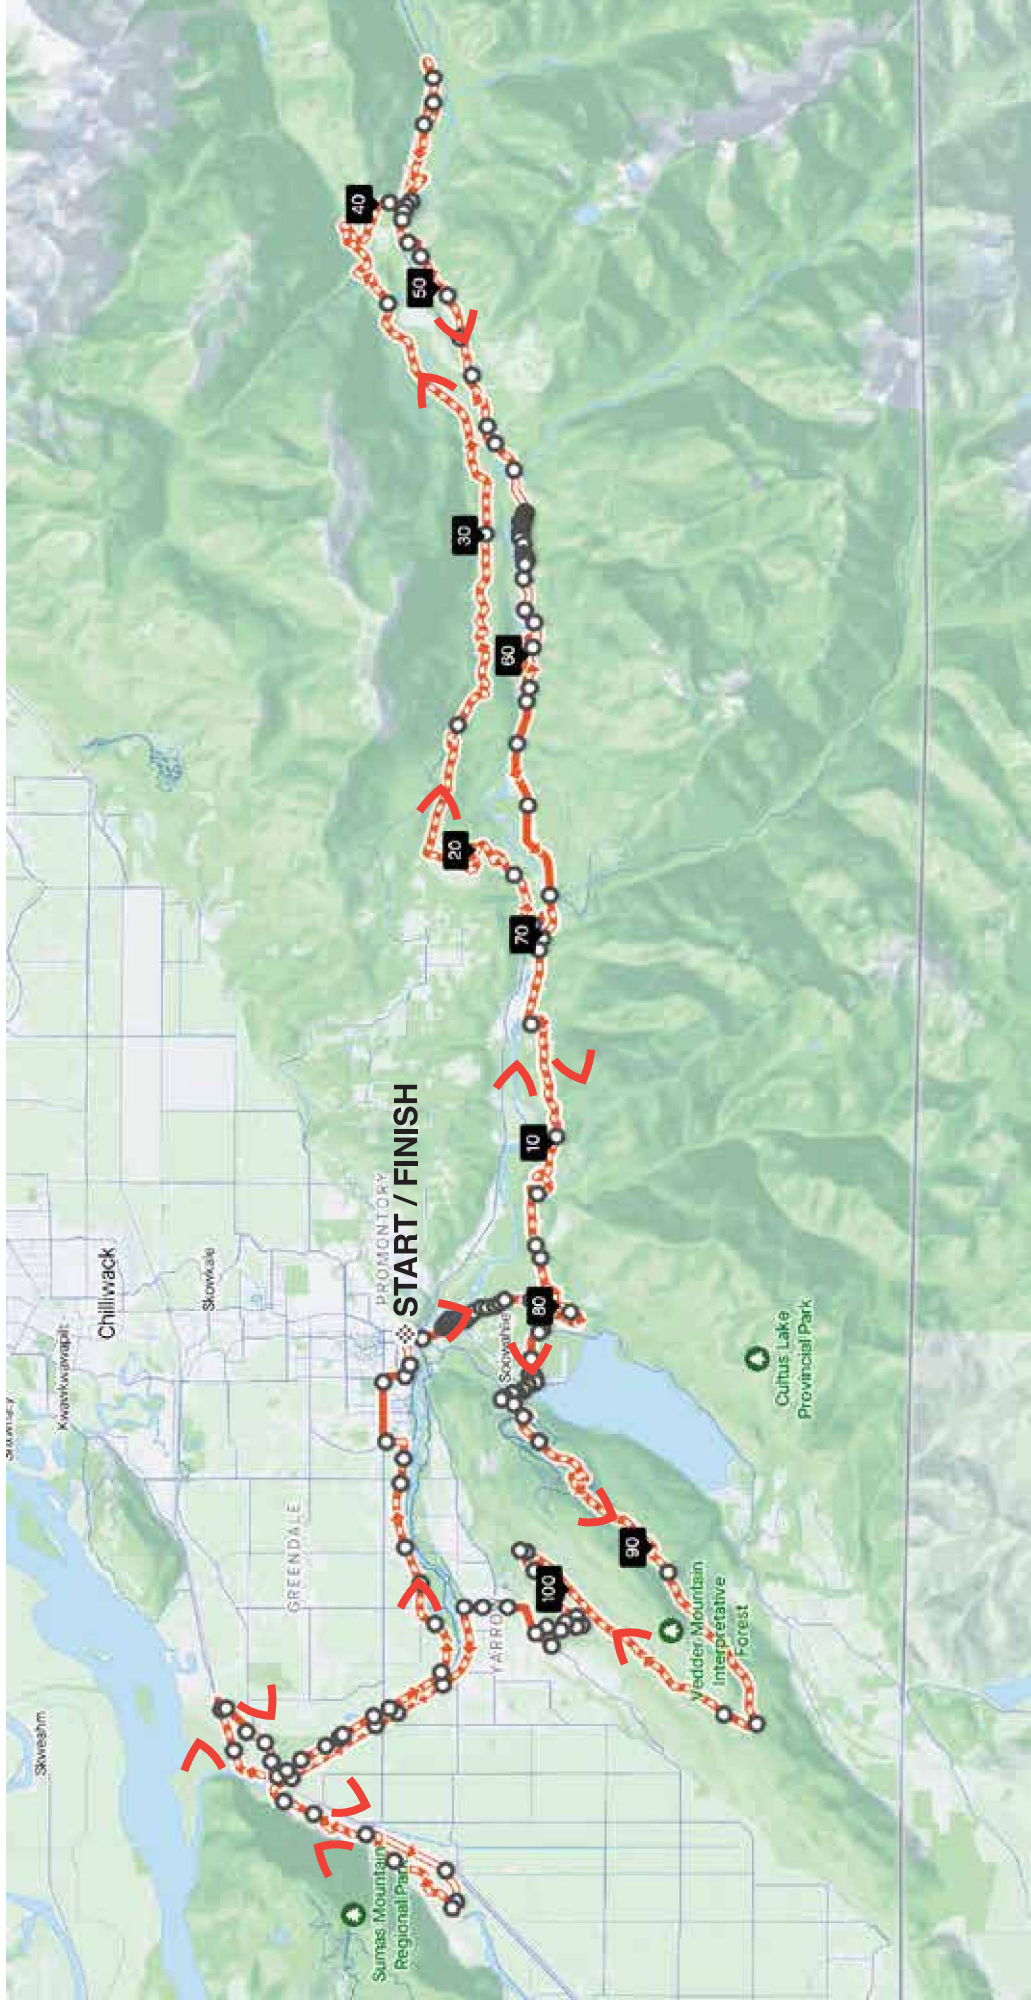 Skweahm
Kwawkwawapilt
Chilliwack
Skowkale
GREENDALE
PROMONTORY
START / FINISH
Sumas Mountain
Regional Park
YARRO
Soowahlie
Vedder Mountain
Interpretative
Forest
Cultus Lake
Provincial Park
10
20
30
40
50
60
70
80
90
100